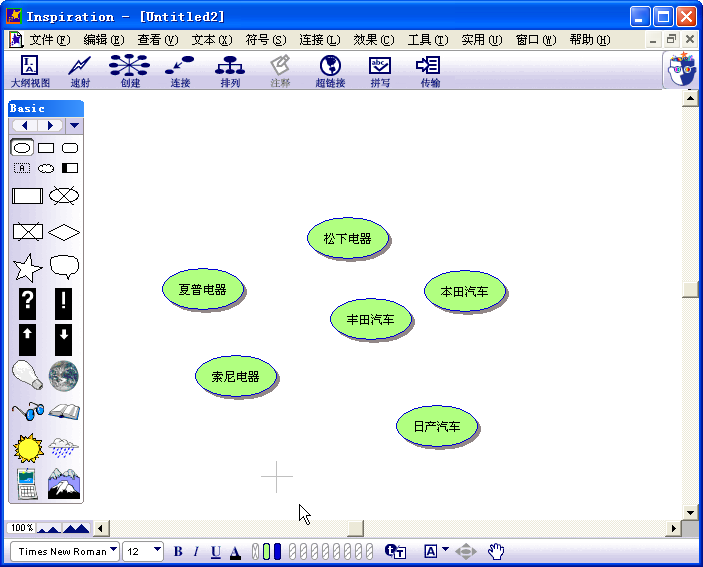 Inspiration - [Untitled2]
文件(F) 编辑(E) 查看(V) 文本(X) 符号(S) 连接(L) 效果(C) 工具(T) 实用(U) 窗口(W) 帮助(H)
大纲视图 速射 创建 连接 排列 注释 超链接 拼写 传输
Basic
松下电器
夏普电器
本田汽车
丰田汽车
索尼电器
日产汽车
100%
Times New Roman 12 B I U A